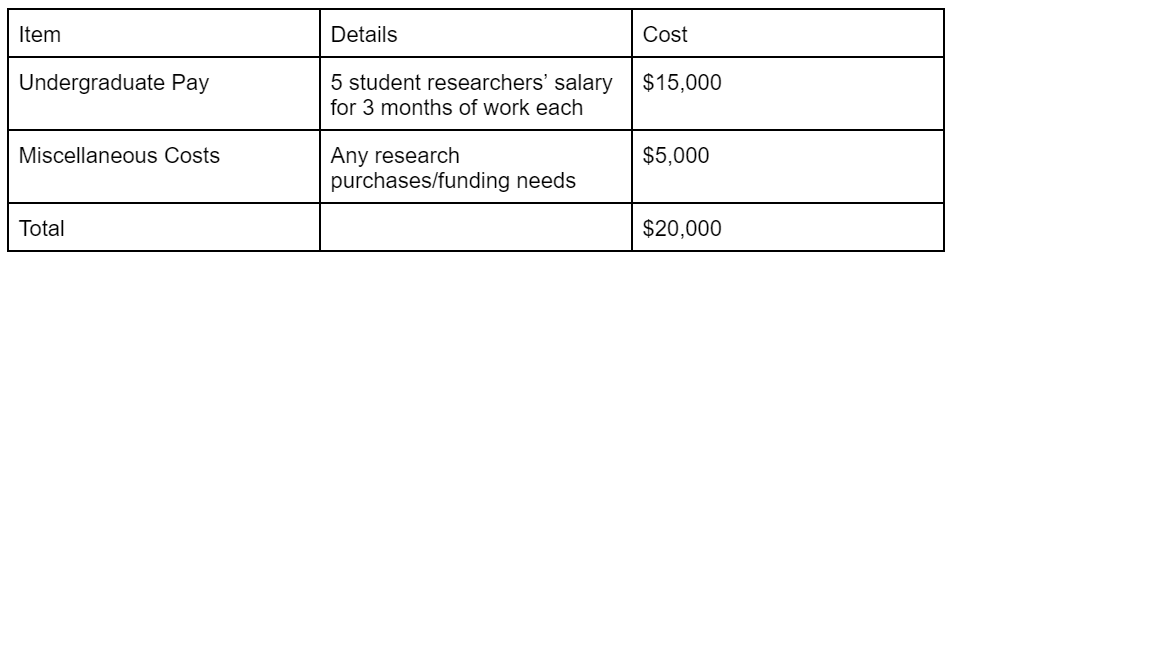 Item
Details
Cost
Undergraduate Pay
5 student researchers’ salary
for 3 months of work each
$15,000
Miscellaneous Costs
Any research
purchases/funding needs
$5,000
Total
$20,000